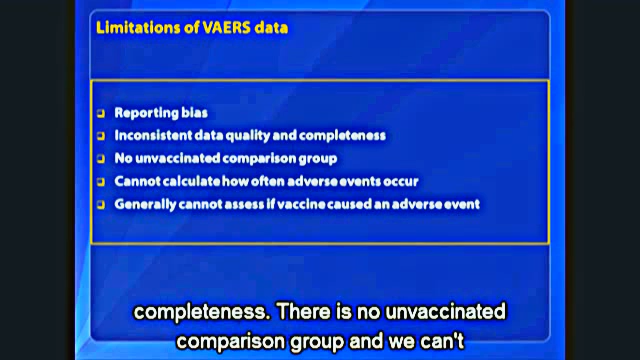 Limitations of VAERS data
Reporting bias
Inconsistent data quality and completeness
No unvaccinated comparison group
Cannot calculate how often adverse events occur
Generally cannot assess if vaccine caused an adverse event
completeness. There is no unvaccinated
comparison group and we can't